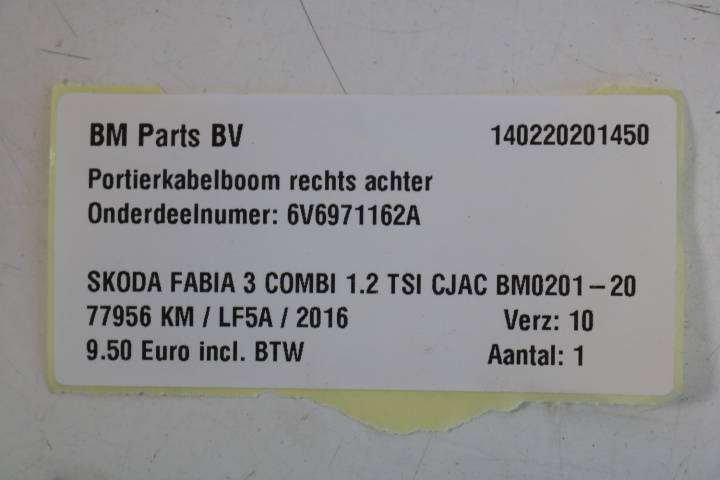 BM Parts BV 140220201450
Portierkabelboom rechts achter
Onderdeelnumer: 6V6971162A
SKODA FABIA 3 COMBI 1.2 TSI CJAC BM0201-20
77956 KM / LF5A / 2016 Verz: 10
9.50 Euro incl. BTW Aantal: 1